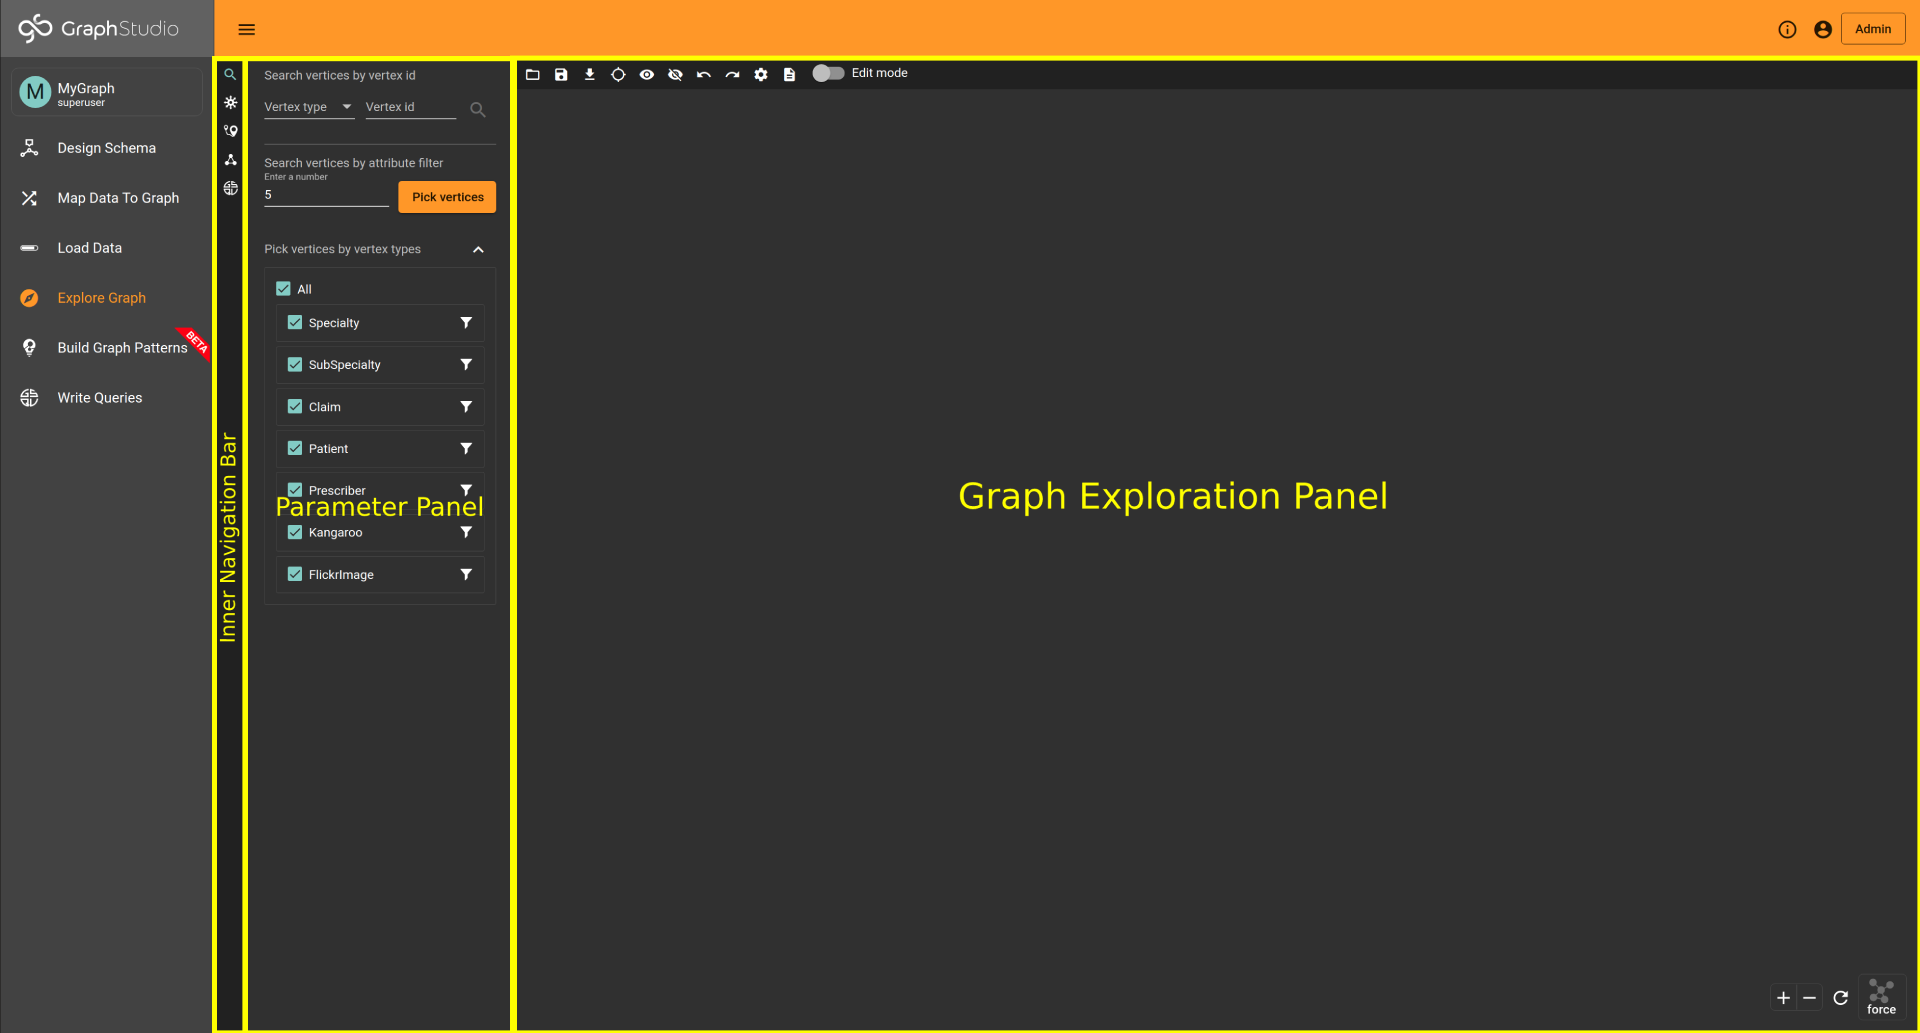 GraphStudio
Admin
M
MyGraph
superuser
Design Schema
Map Data To Graph
Load Data
Explore Graph
Build Graph Patterns
BETA
Write Queries
Inner Navigation Bar
Search vertices by vertex id
Vertex type
Vertex id
Search vertices by attribute filter
Enter a number
5
Pick vertices
Pick vertices by vertex types
All
Specialty
SubSpecialty
Claim
Patient
Prescriber
Parameter Panel
Kangaroo
FlickrImage
Edit mode
Graph Exploration Panel
force